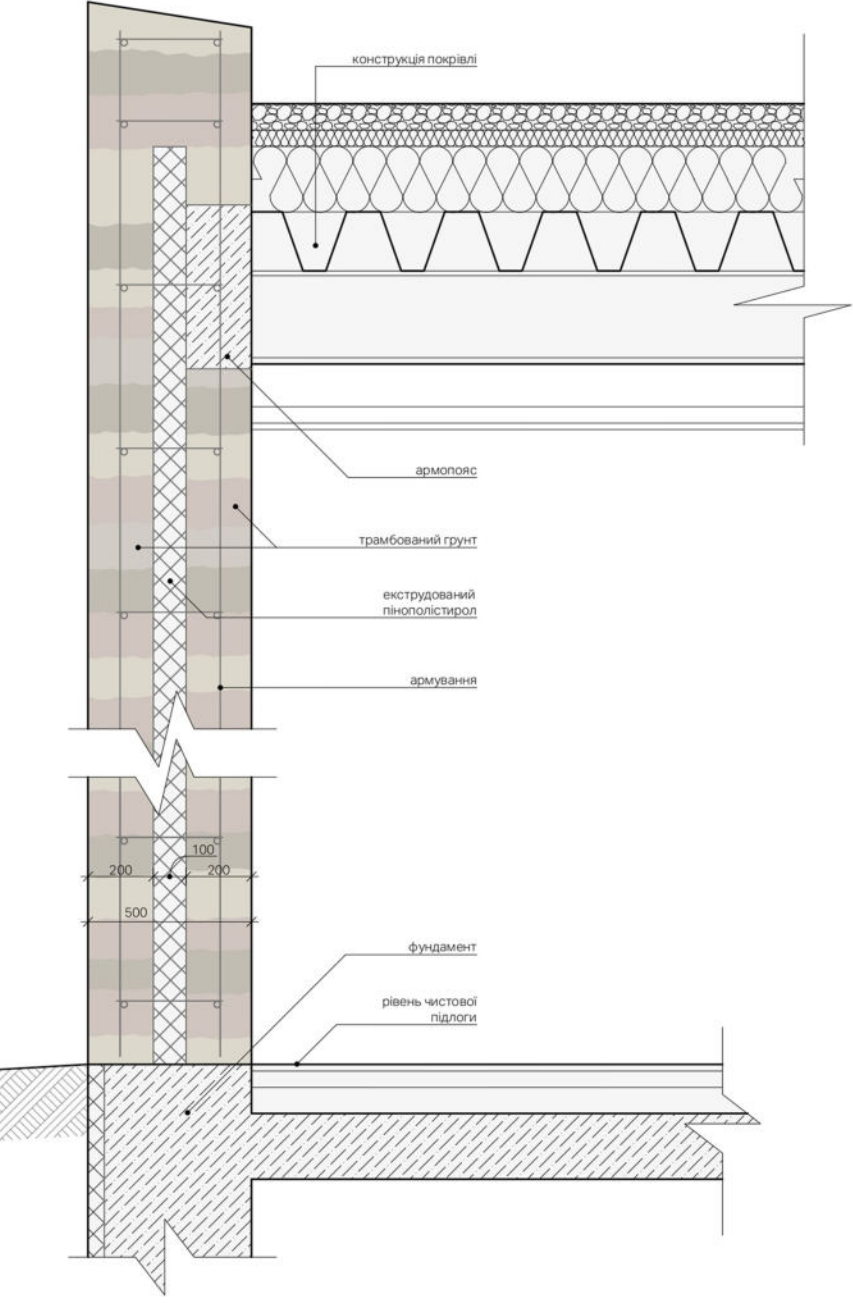 конструкція покрівлі
армопояс
трамбований грунт
екструдований
пінополістирол
армування
100
200
200
500
фундамент
рівень чистової
підлоги